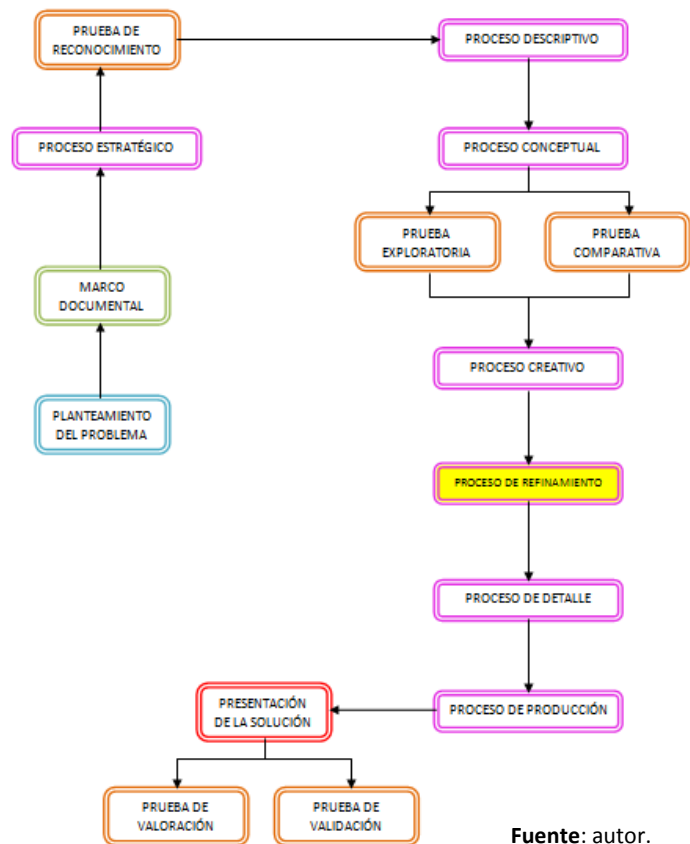 PRUEBA DE
RECONOCIMIENTO
PROCESO DESCRIPTIVO
PROCESO ESTRATÉGICO
PROCESO CONCEPTUAL
PRUEBA
EXPLORATORIA
PRUEBA
COMPARATIVA
MARCO
DOCUMENTAL
PROCESO CREATIVO
PLANTEAMIENTO
DEL PROBLEMA
PROCESO DE REFINAMIENTO
PROCESO DE DETALLE
PRESENTACIÓN
DE LA SOLUCIÓN
PROCESO DE PRODUCCIÓN
PRUEBA DE
VALORACIÓN
PRUEBA DE
VALIDACIÓN
Fuente: autor.